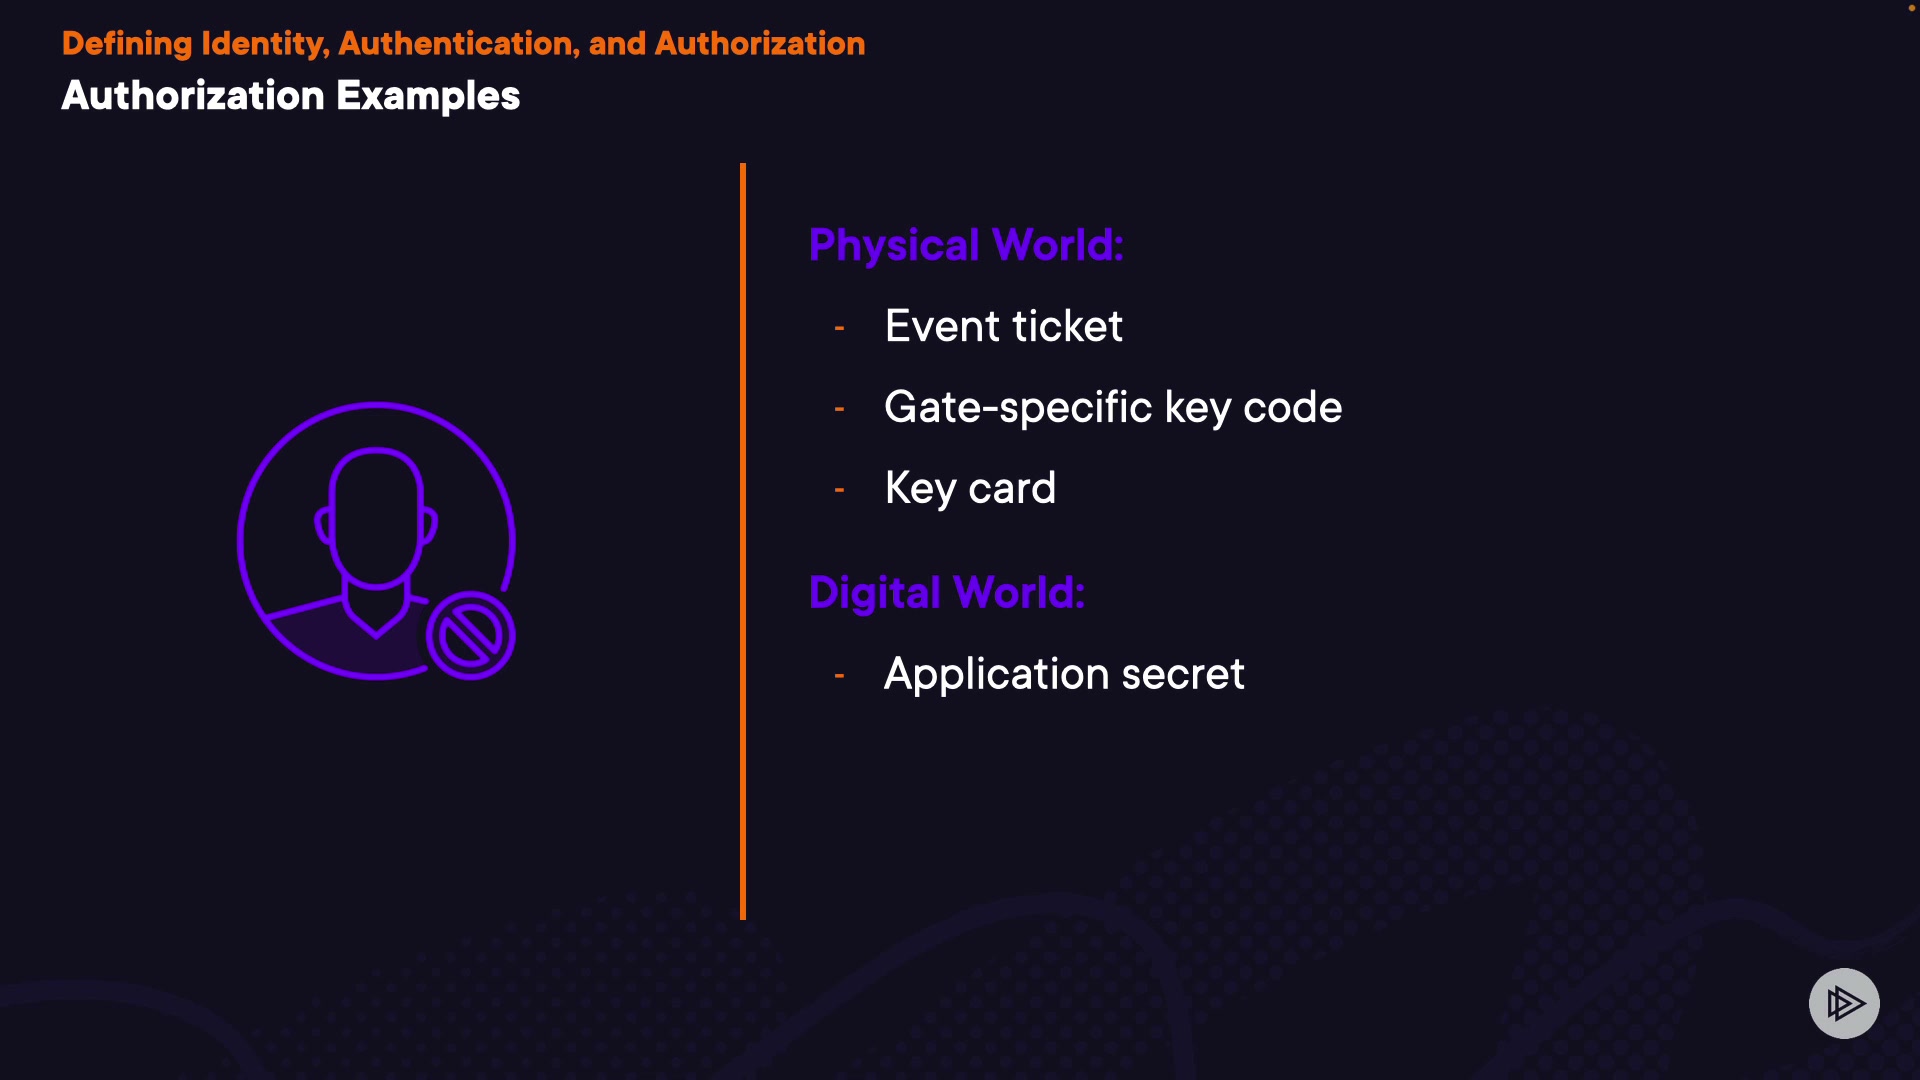 Defining Identity, Authentication, and Authorization
Authorization Examples
Physical World:
- Event ticket
- Gate-specific key code
- Key card
Digital World:
- Application secret